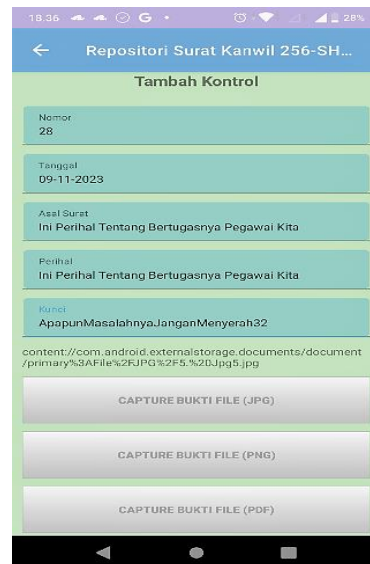 18.36
G
28%
Repositori Surat Kanwil 256-SH...
Tambah Kontrol
Nomor
28
Tanggal
09-11-2023
Asal Surat
Ini Perihal Tentang Bertugasnya Pegawai Kita
Perihal
Ini Perihal Tentang Bertugasnya Pegawai Kita
Kunci
ApapunMasalahnyaJanganMenyerah32
content://com.android.externalstorage.documents/document
/primary%3AFile%2FJPG%2F5.%20Jpg5.jpg
CAPTURE BUKTI FILE (JPG)
CAPTURE BUKTI FILE (PNG)
CAPTURE BUKTI FILE (PDF)